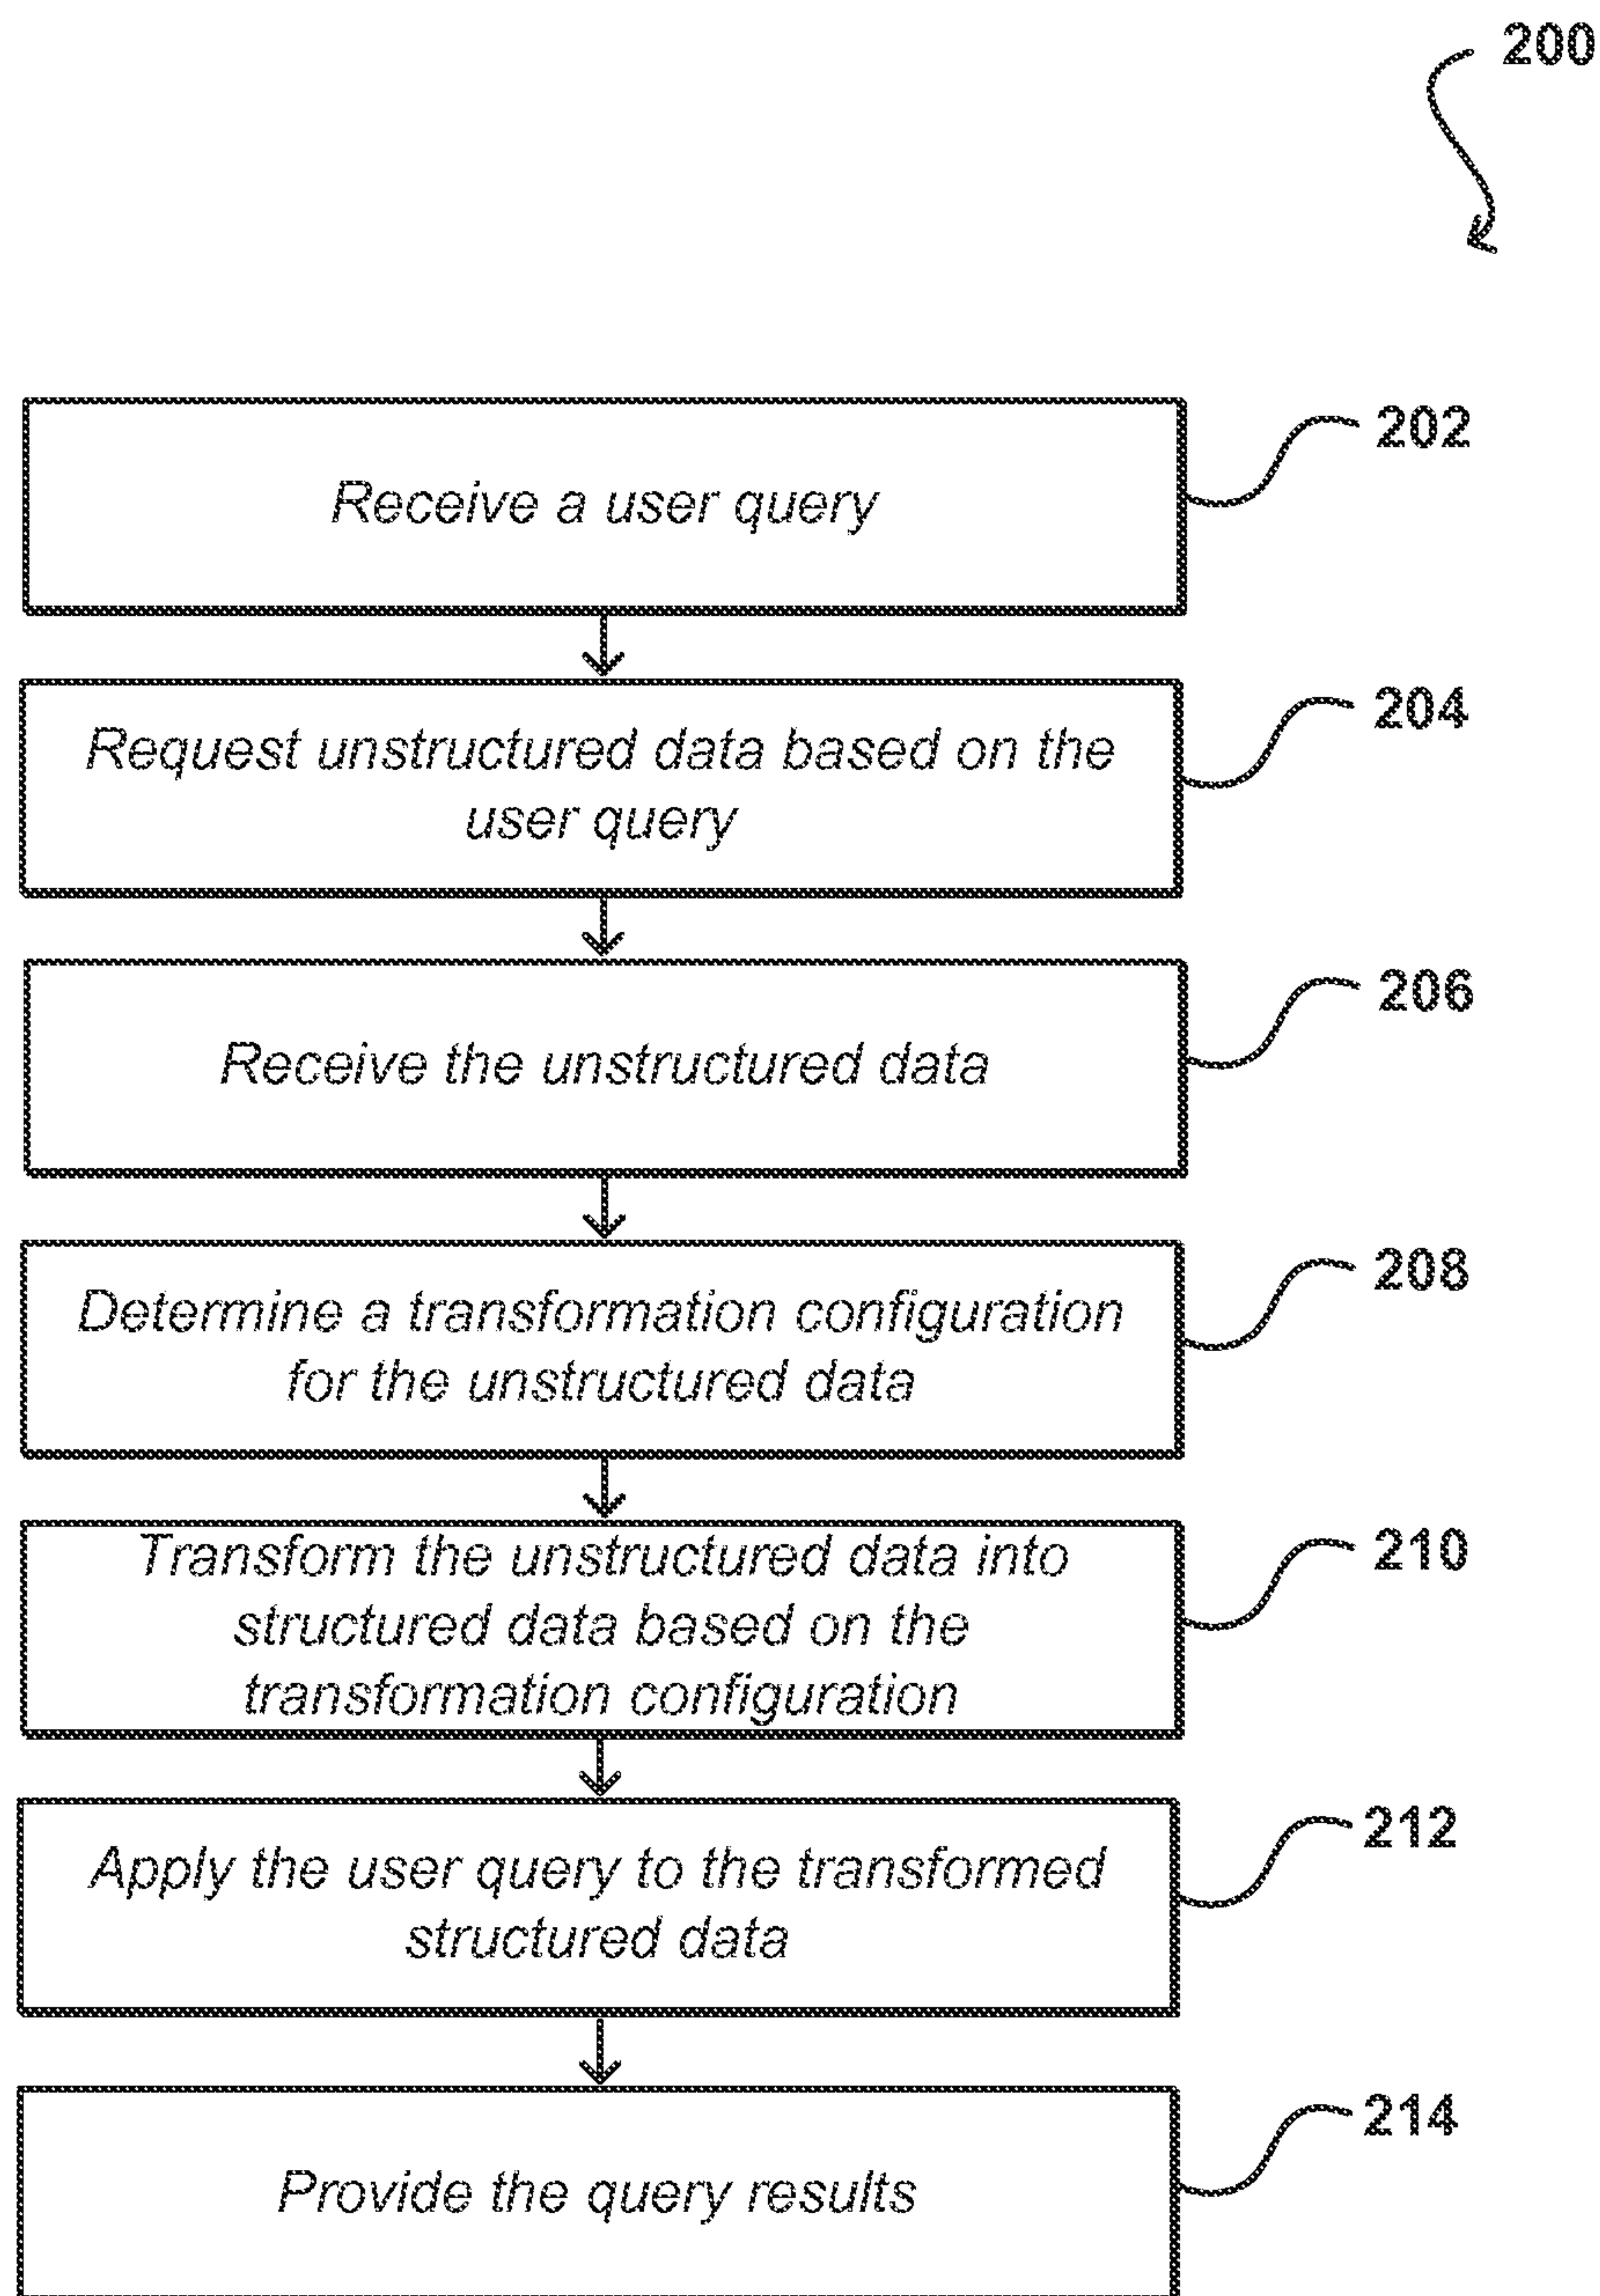 200
Receive a user query
202
Request unstructured data based on the
user query
204
Receive the unstructured data
206
Determine a transformation configuration
for the unstructured data
208
Transform the unstructured data into
structured data based on the
transformation configuration
210
Apply the user query to the transformed
structured data
212
Provide the query results
214